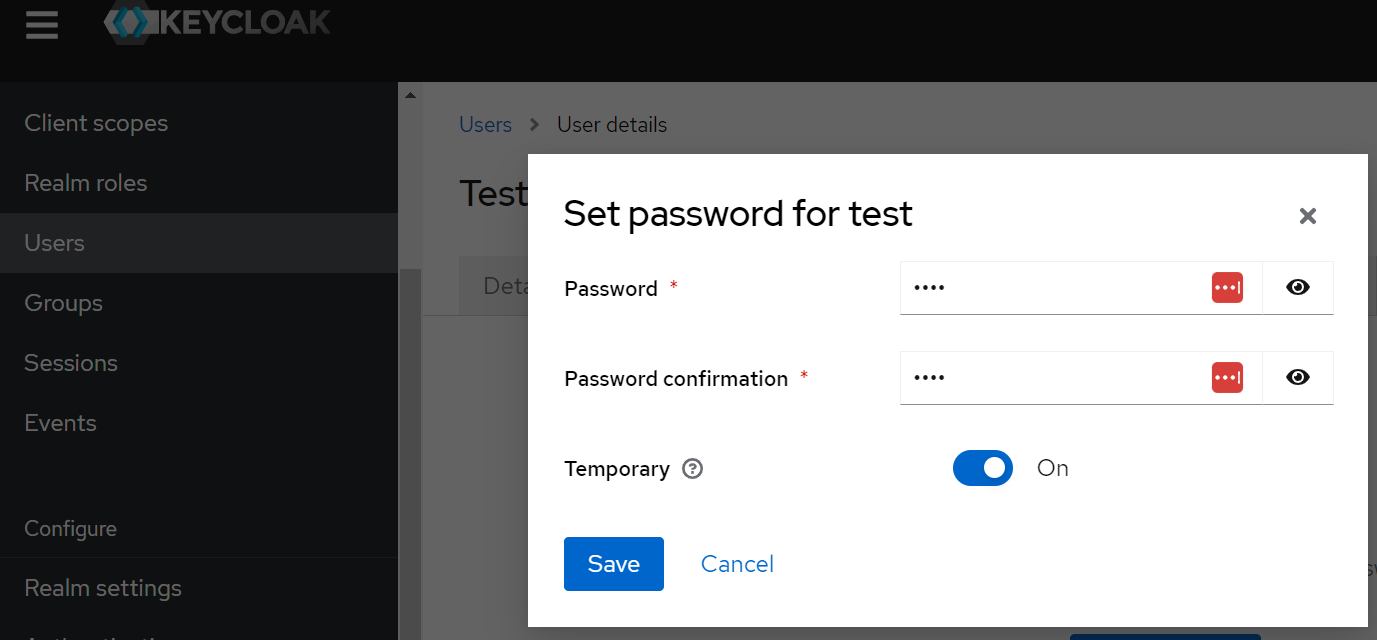 KEYCLOAK
Client scopes
Realm roles
Users
Groups
Sessions
Events
Configure
Realm settings
Users > User details
Test
Set password for test
Password *
••••
Password confirmation *
••••
Temporary ?
On
Save Cancel